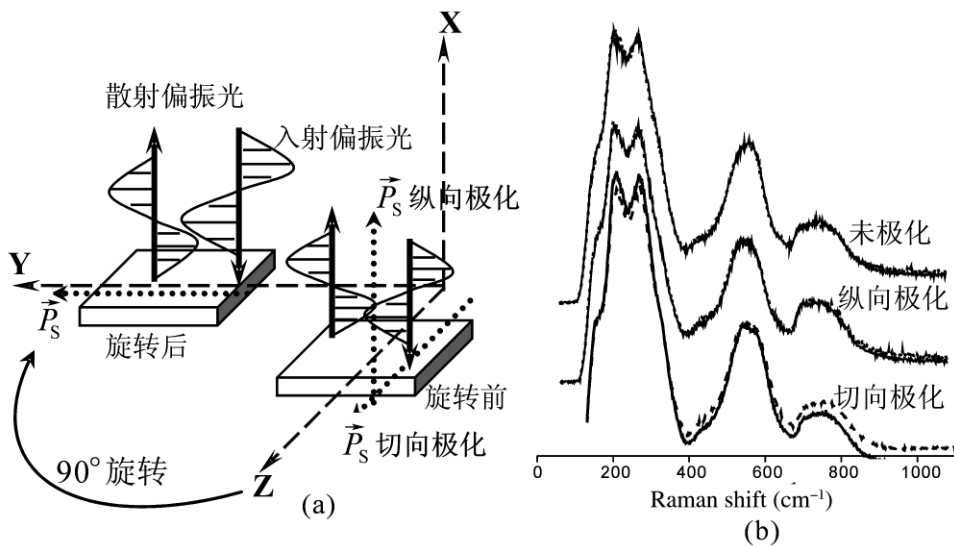 X
散射偏振光
入射偏振光
P⃗S 纵向极化
Y
P⃗S
旋转后
旋转前
P⃗S 切向极化
90°旋转
Z
(a)
未极化
纵向极化
切向极化
0 200 400 600 800 1000
Raman shift (cm⁻¹)
(b)